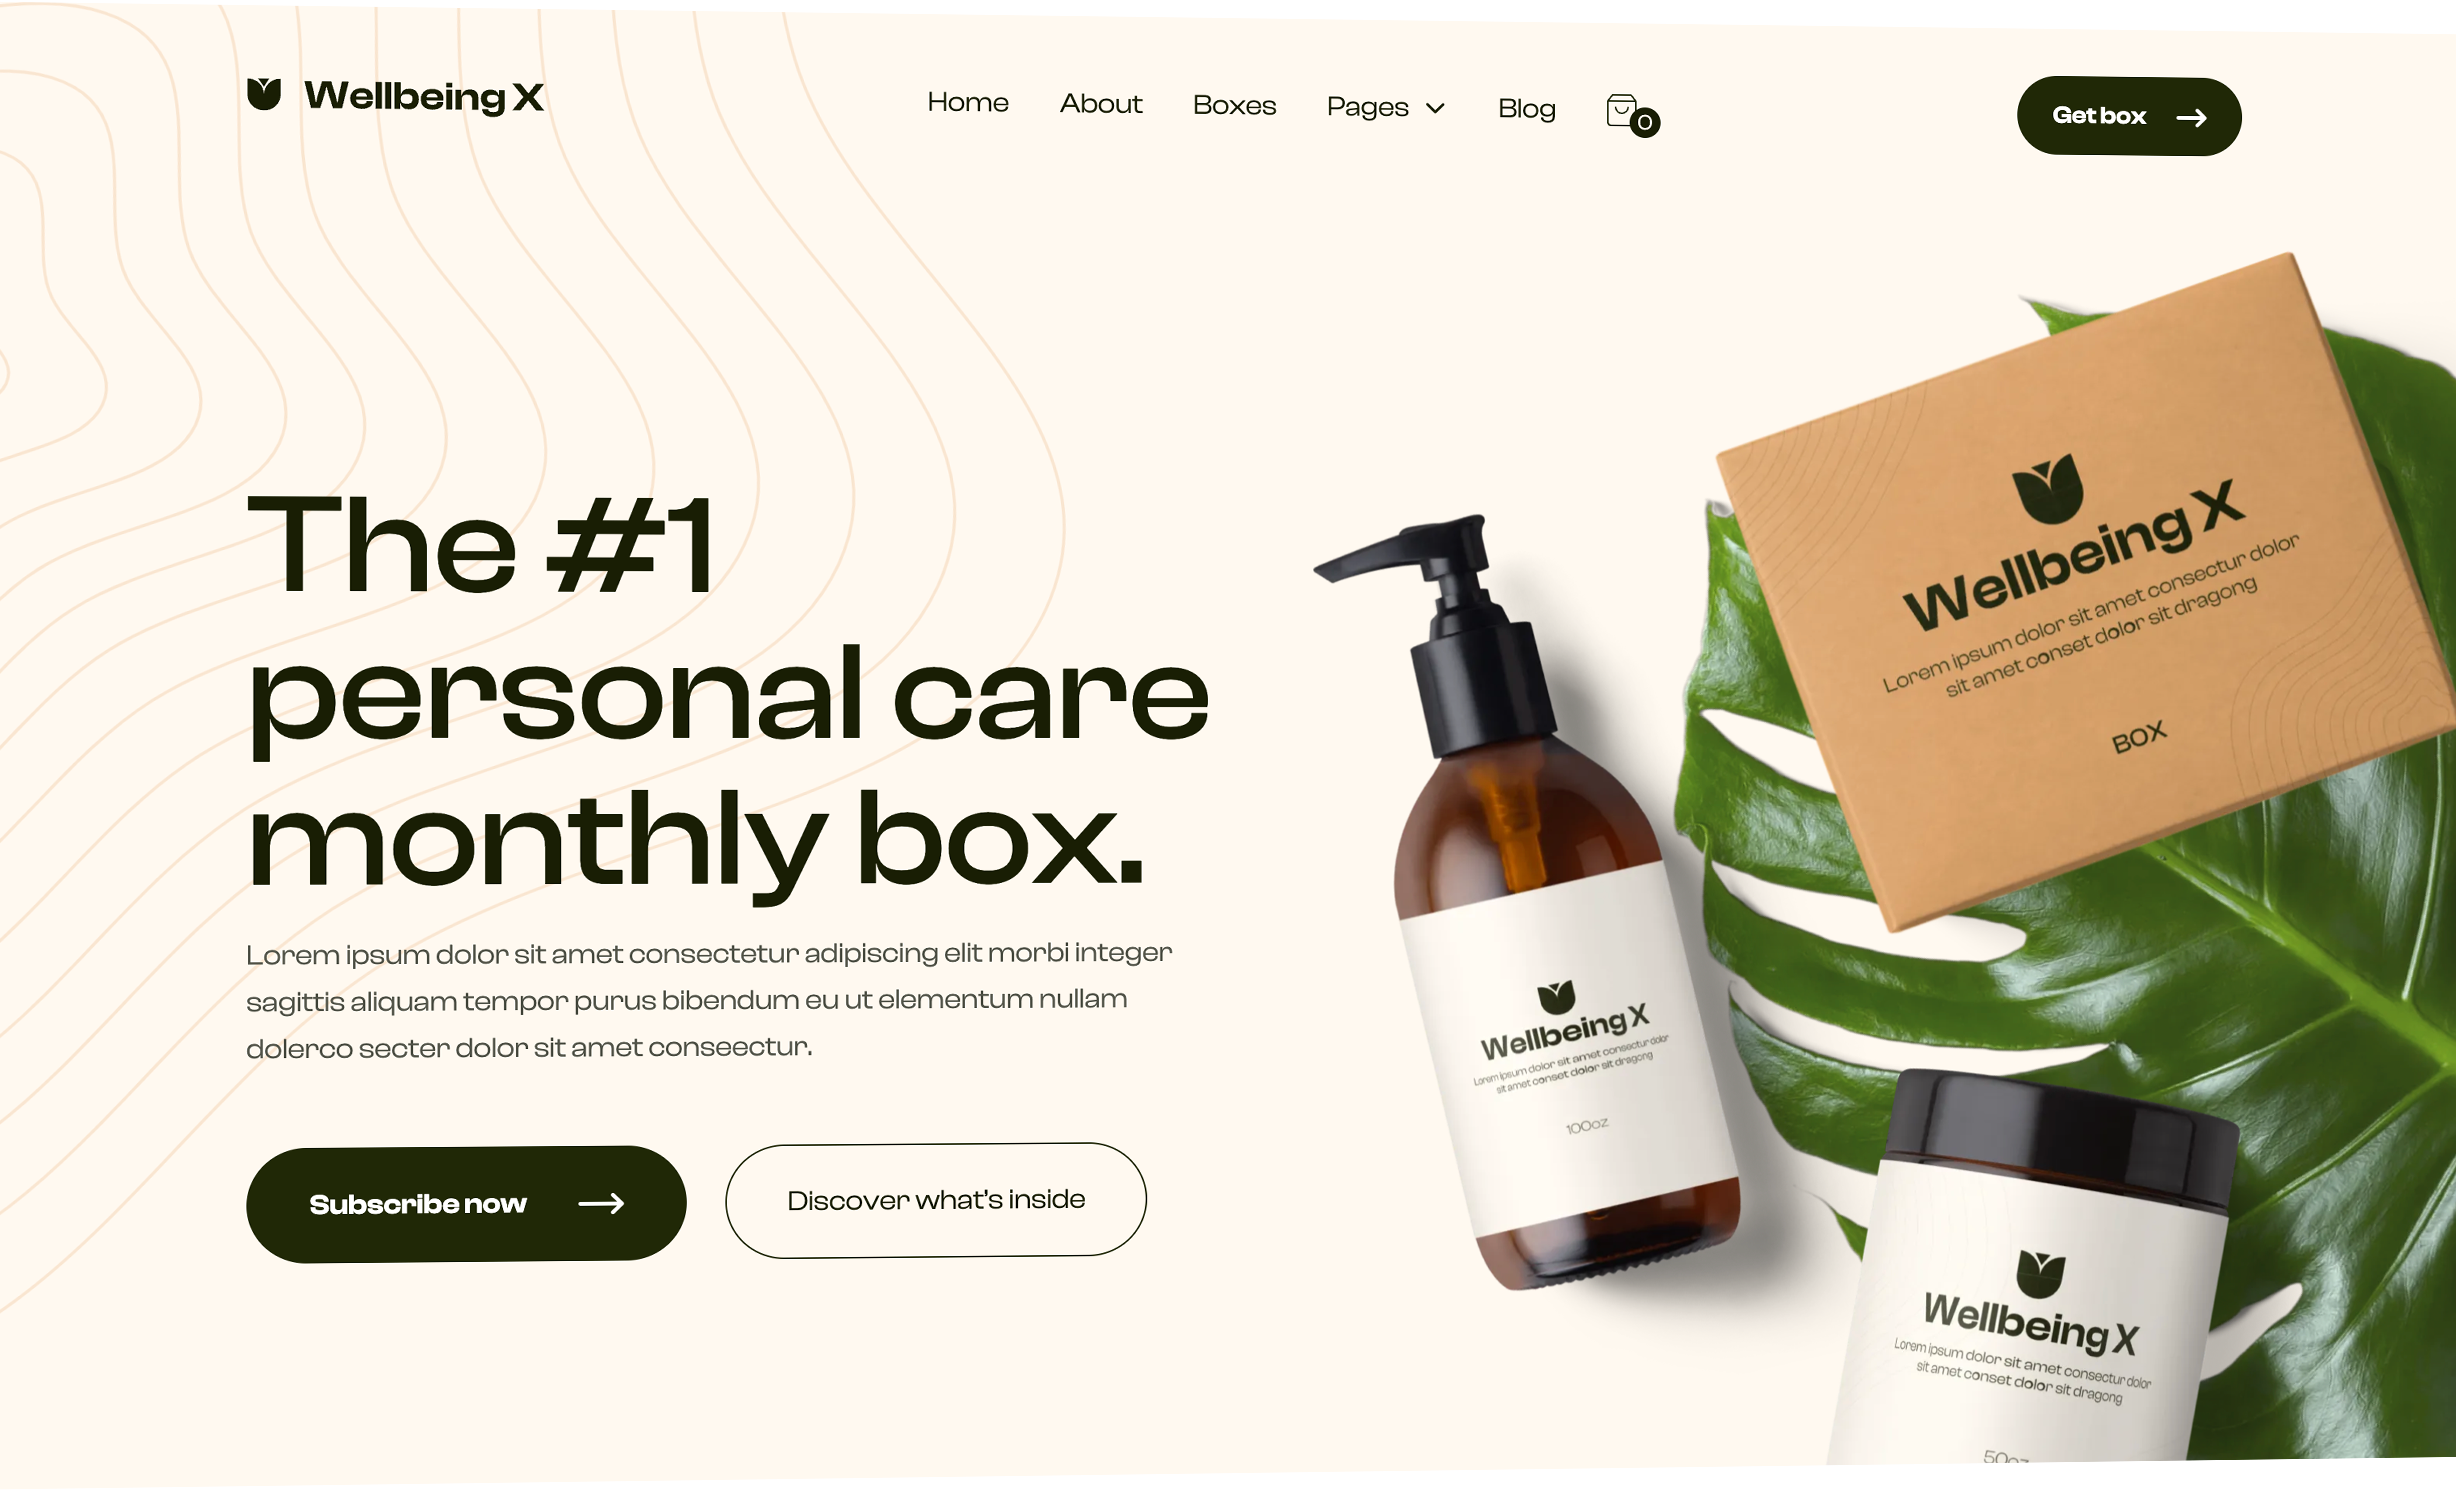 Wellbeing X
Home
About
Boxes
Pages
Blog
0
Get box
The #1
personal care
monthly box.
Lorem ipsum dolor sit amet consectetur adipiscing elit morbi integer
sagittis aliquam tempor purus bibendum eu ut elementum nullam
dolerco secter dolor sit amet conseectur.
Subscribe now
Discover what's inside
Wellbeing X
Lorem ipsum dolor sit amet consectur dolor
sit amet conset dolor sit dragong
BOX
Wellbeing X
Lorem ipsum dolor sit amet consectur dolor
sit amet conset dolor sit dragong
100oz
Wellbeing X
Lorem ipsum dolor sit amet consectur dolor
sit amet conset dolor sit dragong
50oz